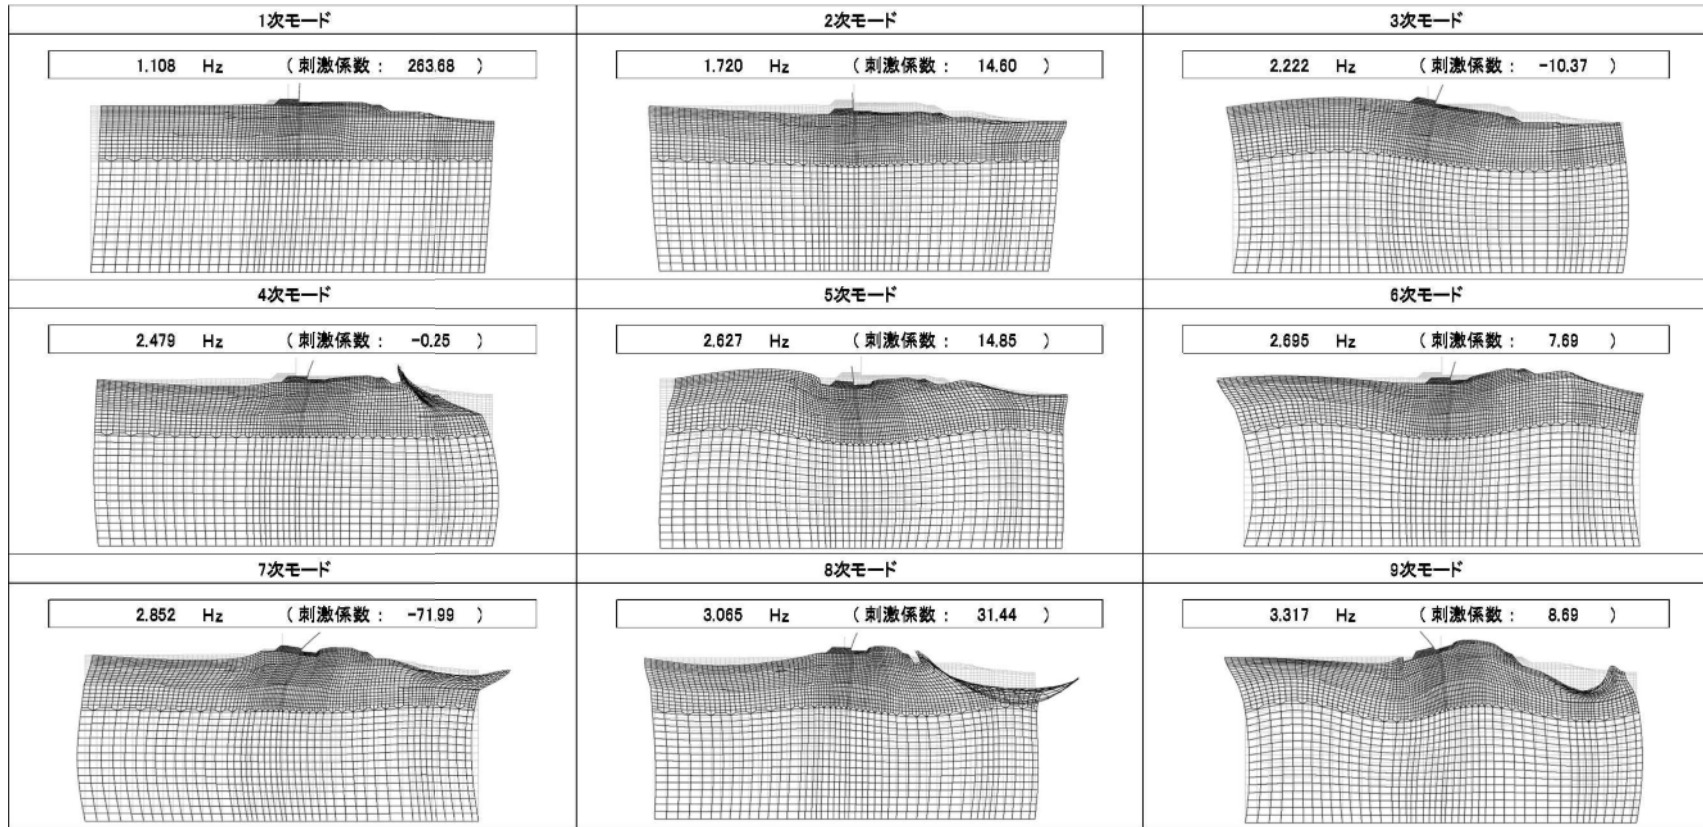 1次モード
2次モード
3次モード
1.108 Hz (刺激係数: 263.68 )
1.720 Hz (刺激係数: 14.60 )
2.222 Hz (刺激係数: -10.37 )
4次モード
5次モード
6次モード
2.479 Hz (刺激係数: -0.25 )
2.627 Hz (刺激係数: 14.85 )
2.695 Hz (刺激係数: 7.69 )
7次モード
8次モード
9次モード
2.852 Hz (刺激係数: -71.99 )
3.065 Hz (刺激係数: 31.44 )
3.317 Hz (刺激係数: 8.69 )